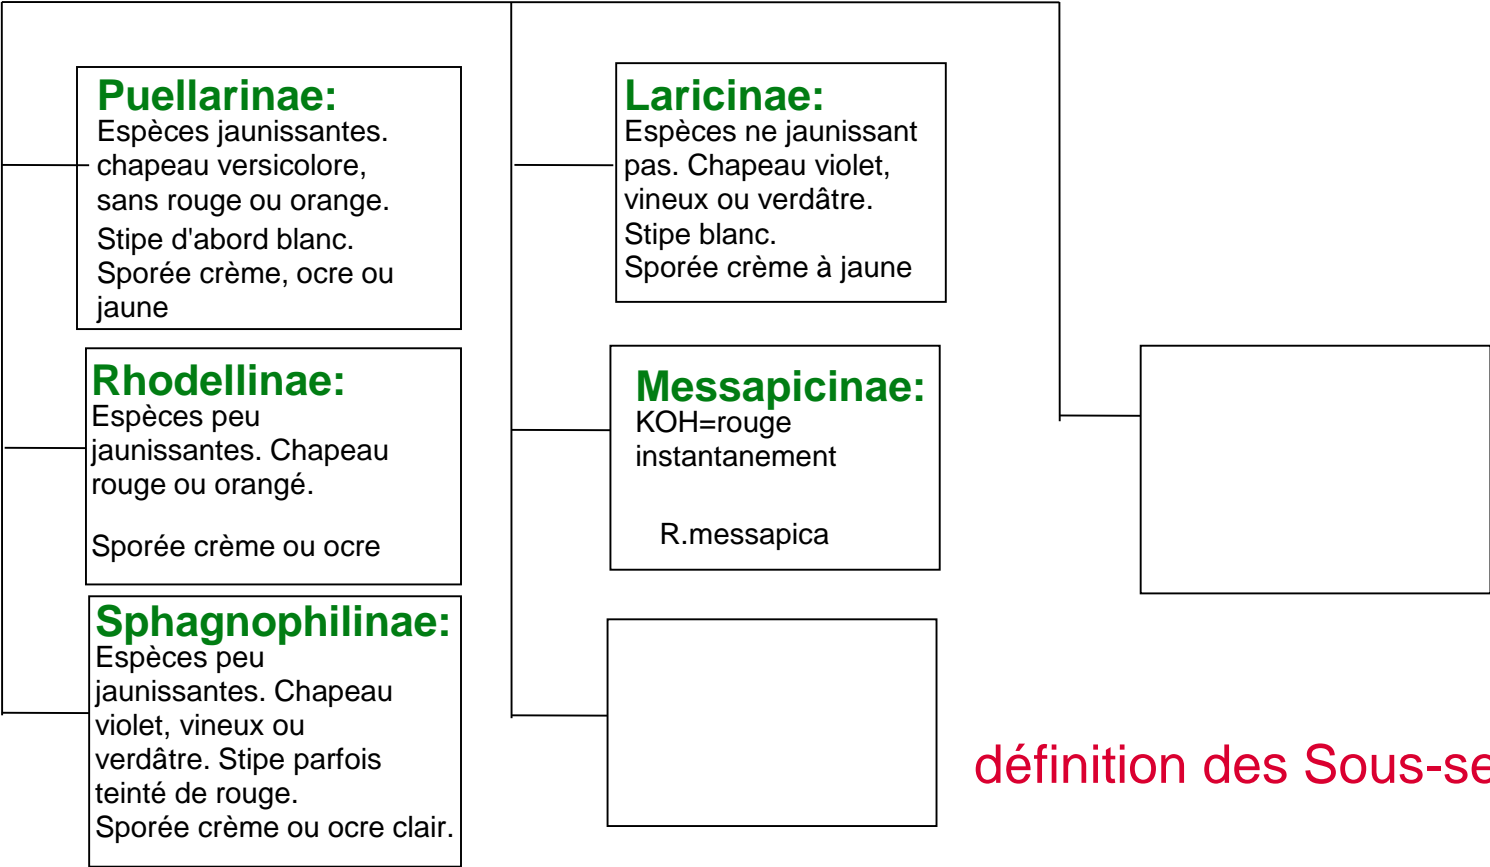 Puellarinae:
Espèces jaunissantes.
chapeau versicolore,
sans rouge ou orange.
Stipe d'abord blanc.
Sporée crème, ocre ou
jaune
Rhodellinae:
Espèces peu
jaunissantes. Chapeau
rouge ou orangé.
Sporée crème ou ocre
Sphagnophilinae:
Espèces peu
jaunissantes. Chapeau
violet, vineux ou
verdâtre. Stipe parfois
teinté de rouge.
Sporée crème ou ocre clair.
Laricinae:
Espèces ne jaunissant
pas. Chapeau violet,
vineux ou verdâtre.
Stipe blanc.
Sporée crème à jaune
Messapicinae:
KOH=rouge
instantanement
R.messapica
définition des Sous-se